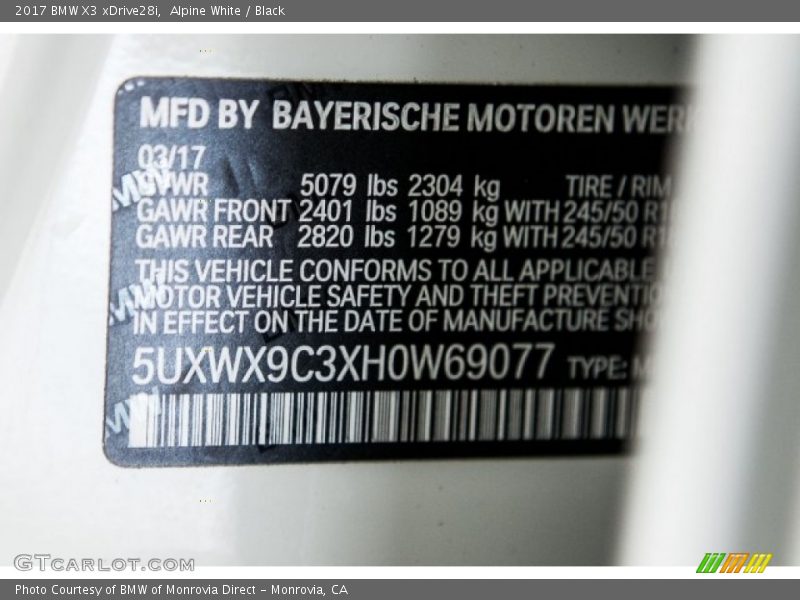 2017 BMW X3 xDrive28i, Alpine White / Black
MFD BY BAYERISCHE MOTOREN WERK
03/17
GVWR 5079 lbs 2304 kg TIRE / RIM
GAWR FRONT 2401 lbs 1089 kg WITH 245/50
GAWR REAR 2820 lbs 1279 kg WITH 245/50
THIS VEHICLE CONFORMS TO ALL APPLICABLE
MOTOR VEHICLE SAFETY AND THEFT PREVENTIO
IN EFFECT ON THE DATE OF MANUFACTURE SHO
5UXWX9C3XH0W69077 TYPE:
GTCARLOT.COM
Photo Courtesy of BMW of Monrovia Direct - Monrovia, CA